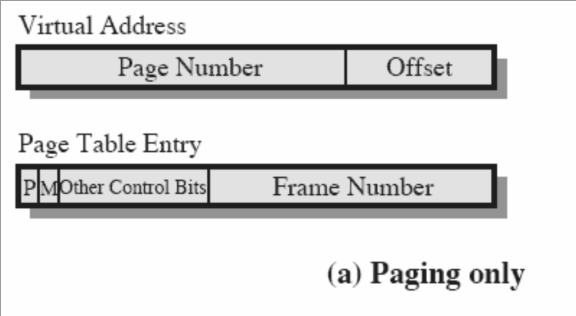 Virtual Address
Page Number Offset
Page Table Entry
P M Other Control Bits Frame Number
(a) Paging only